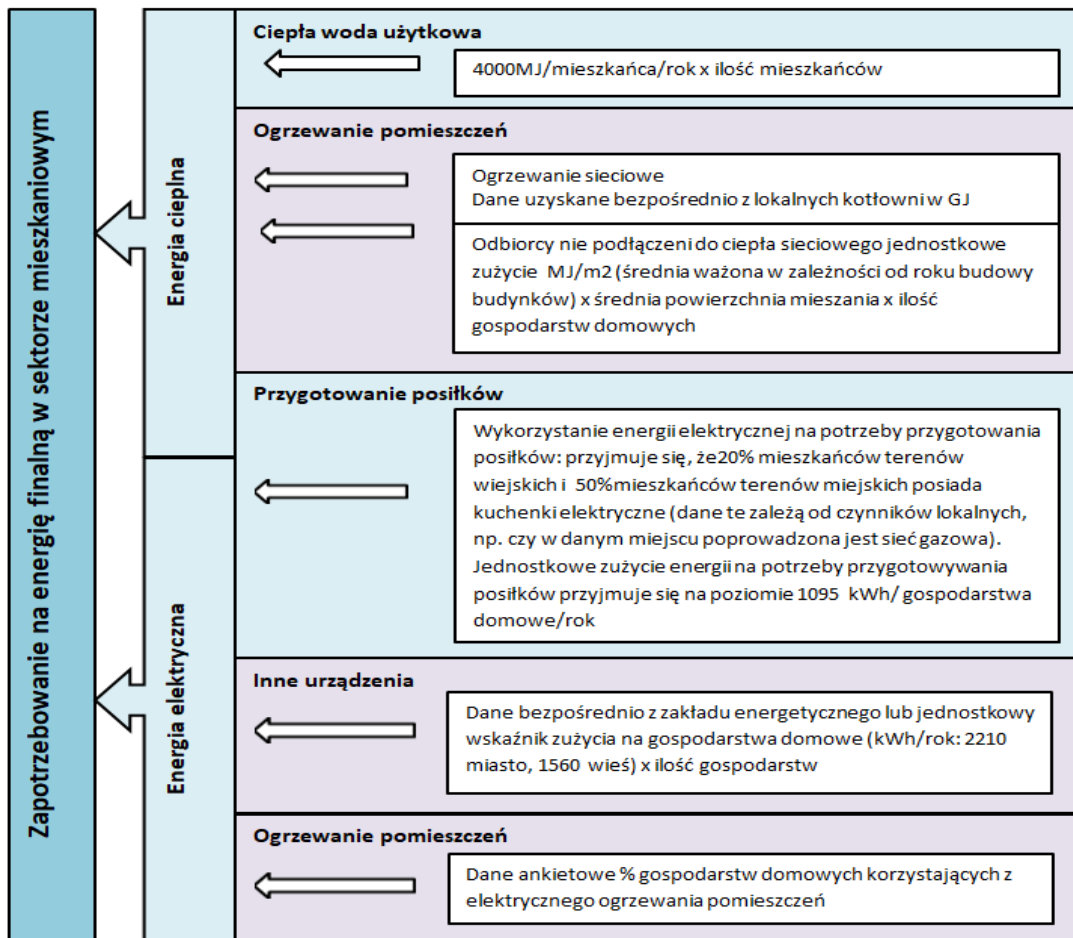 Zapotrzebowanie na energię finalną w sektorze mieszkaniowym
Energia cieplna
Ciepła woda użytkowa
4000MJ/mieszkańca/rok x ilość mieszkańców
Ogrzewanie pomieszczeń
Ogrzewanie sieciowe
Dane uzyskane bezpośrednio z lokalnych kotłowni w GJ
Odbiorcy nie podłączeni do ciepła sieciowego jednostkowe
zużycie MJ/m2 (średnia ważona w zależności od roku budowy
budynków) x średnia powierzchnia mieszania x ilość
gospodarstw domowych
Przygotowanie posiłków
Wykorzystanie energii elektrycznej na potrzeby przygotowania
posiłków: przyjmuje się, że20% mieszkańców terenów
wiejskich i 50%mieszkańców terenów miejskich posiada
kuchenki elektryczne (dane te zależą od czynników lokalnych,
np. czy w danym miejscu poprowadzona jest sieć gazowa).
Jednostkowe zużycie energii na potrzeby przygotowywania
posiłków przyjmuje się na poziomie 1095 kWh/ gospodarstwa
domowe/rok
Energia elektryczna
Inne urządzenia
Dane bezpośrednio z zakładu energetycznego lub jednostkowy
wskaźnik zużycia na gospodarstwa domowe (kWh/rok: 2210
miasto, 1560 wieś) x ilość gospodarstw
Ogrzewanie pomieszczeń
Dane ankietowe % gospodarstw domowych korzystających z
elektrycznego ogrzewania pomieszczeń